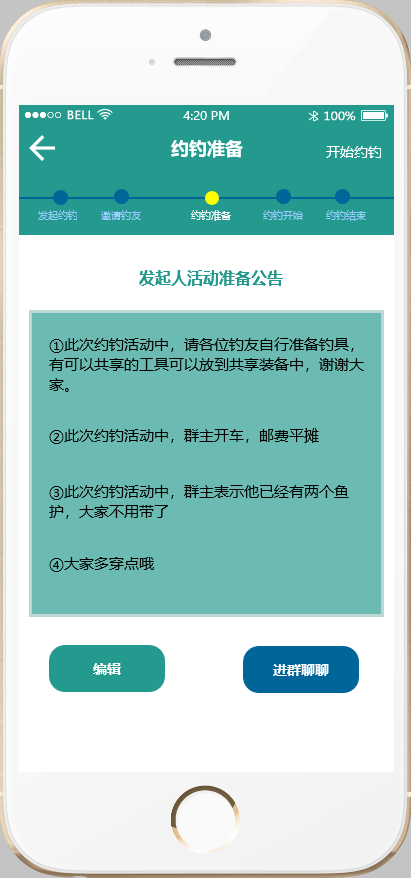 BELL 4:20 PM 100%
约钓准备 开始约钓
发起约钓 邀请钓友 约钓准备 约钓开始 约钓结束
发起人活动准备公告
①此次约钓活动中，请各位钓友自行准备钓具，
有可以共享的工具可以放到共享装备中，谢谢大
家。
②此次约钓活动中，群主开车，邮费平摊
③此次约钓活动中，群主表示他已经有两个鱼
护，大家不用带了
④大家多穿点哦
编辑 进群聊聊